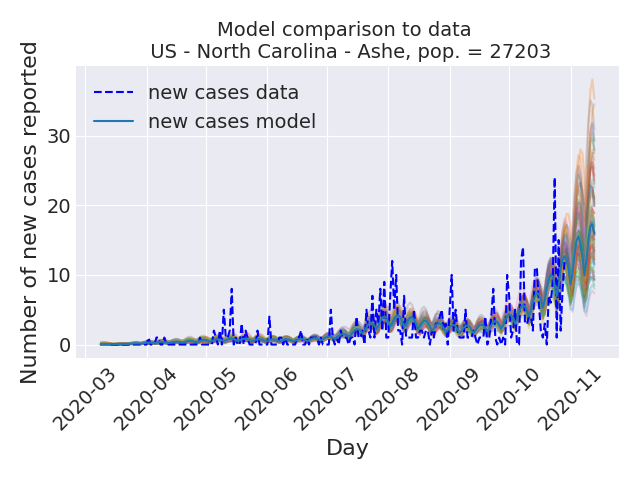 Model comparison to data
US - North Carolina - Ashe, pop. = 27203
new cases data
new cases model
Number of new cases reported
30
20
10
0
2020-03
2020-04
2020-05
2020-06
2020-07
2020-08
2020-09
2020-10
2020-11
Day